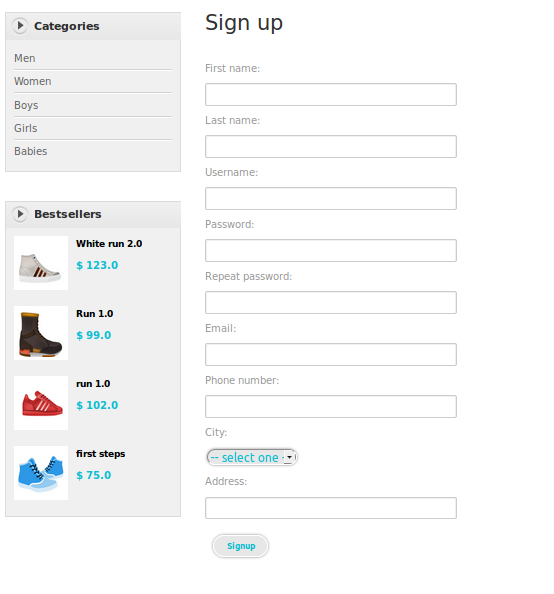 Categories
Men
Women
Boys
Girls
Babies
Bestsellers
White run 2.0
$ 123.0
Run 1.0
$ 99.0
run 1.0
$ 102.0
first steps
$ 75.0
Sign up
First name:
Last name:
Username:
Password:
Repeat password:
Email:
Phone number:
City:
-- select one -
Address:
Signup